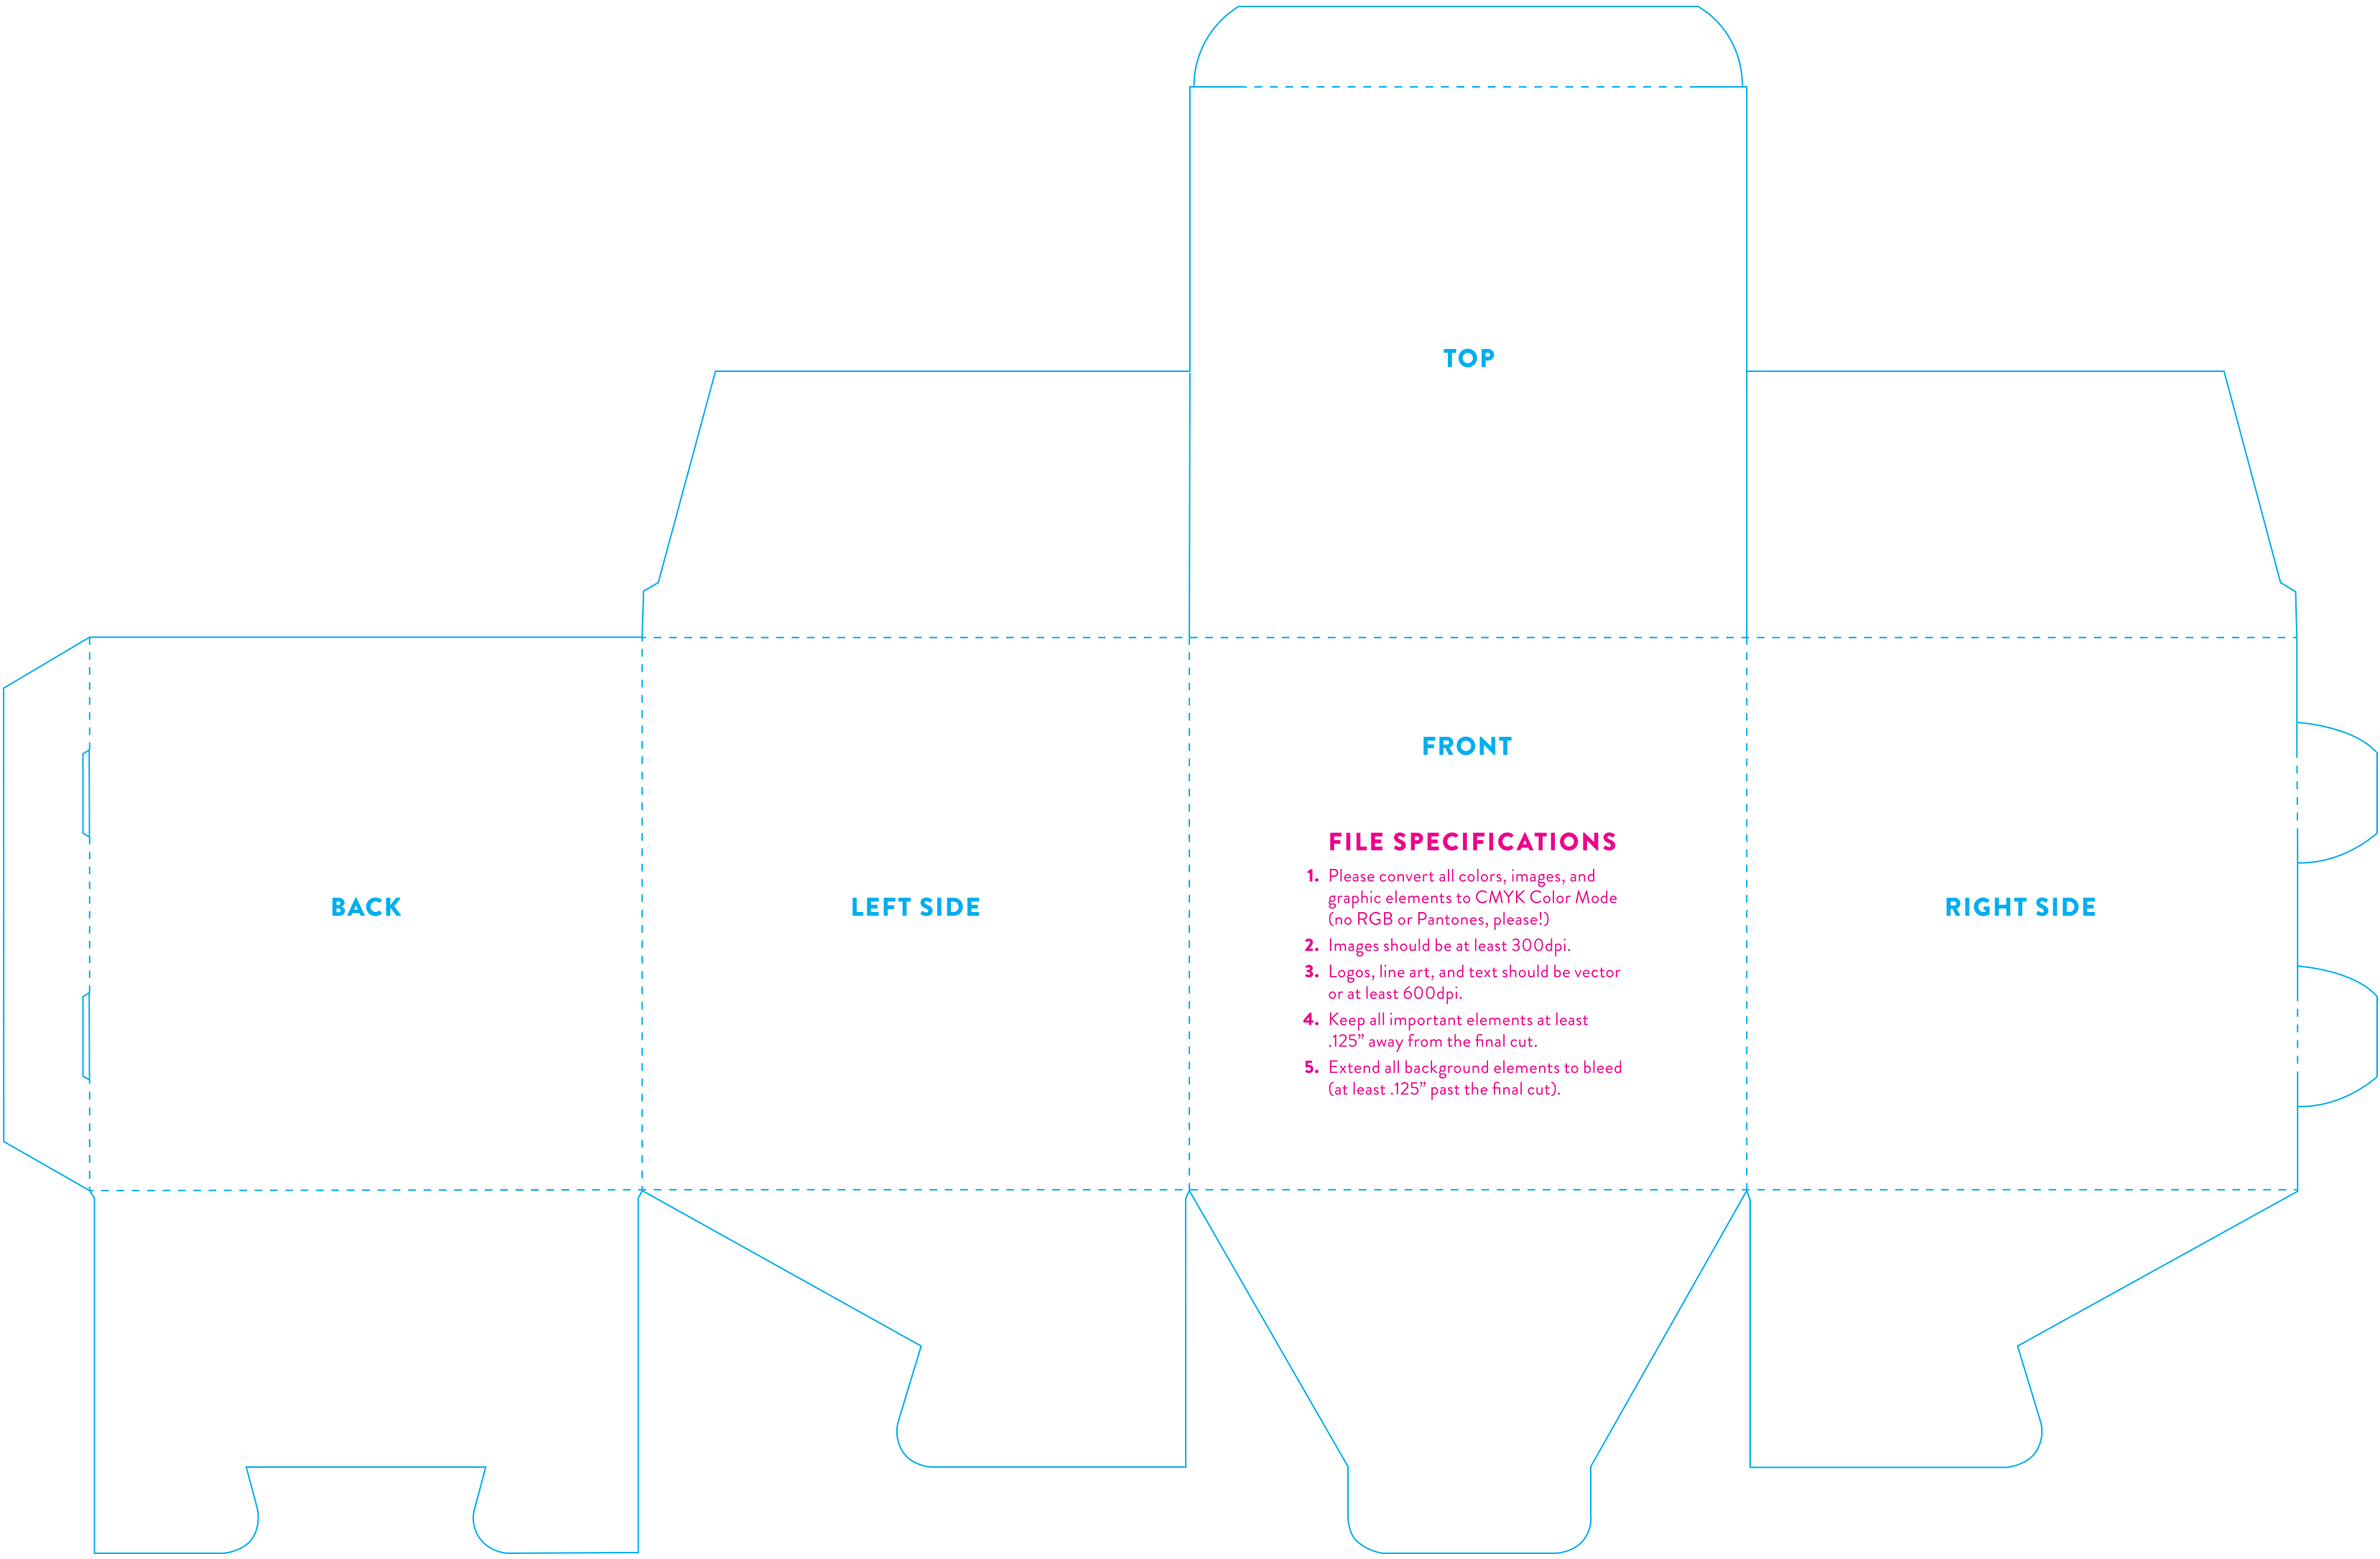 TOP
FRONT
FILE SPECIFICATIONS
1. Please convert all colors, images, and
graphic elements to CMYK Color Mode
(no RGB or Pantones, please!)
2. Images should be at least 300dpi.
3. Logos, line art, and text should be vector
or at least 600dpi.
4. Keep all important elements at least
.125” away from the final cut.
5. Extend all background elements to bleed
(at least .125” past the final cut).
BACK
LEFT SIDE
RIGHT SIDE